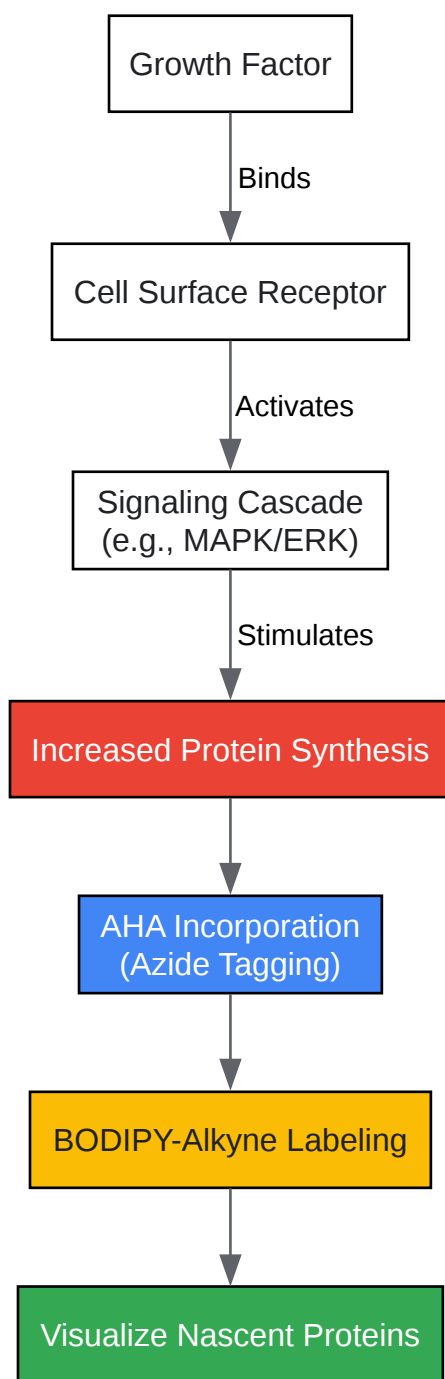 Growth Factor
Binds
Cell Surface Receptor
Activates
Signaling Cascade
(e.g., MAPK/ERK)
Stimulates
Increased Protein Synthesis
AHA Incorporation
(Azide Tagging)
BODIPY-Alkyne Labeling
Visualize Nascent Proteins